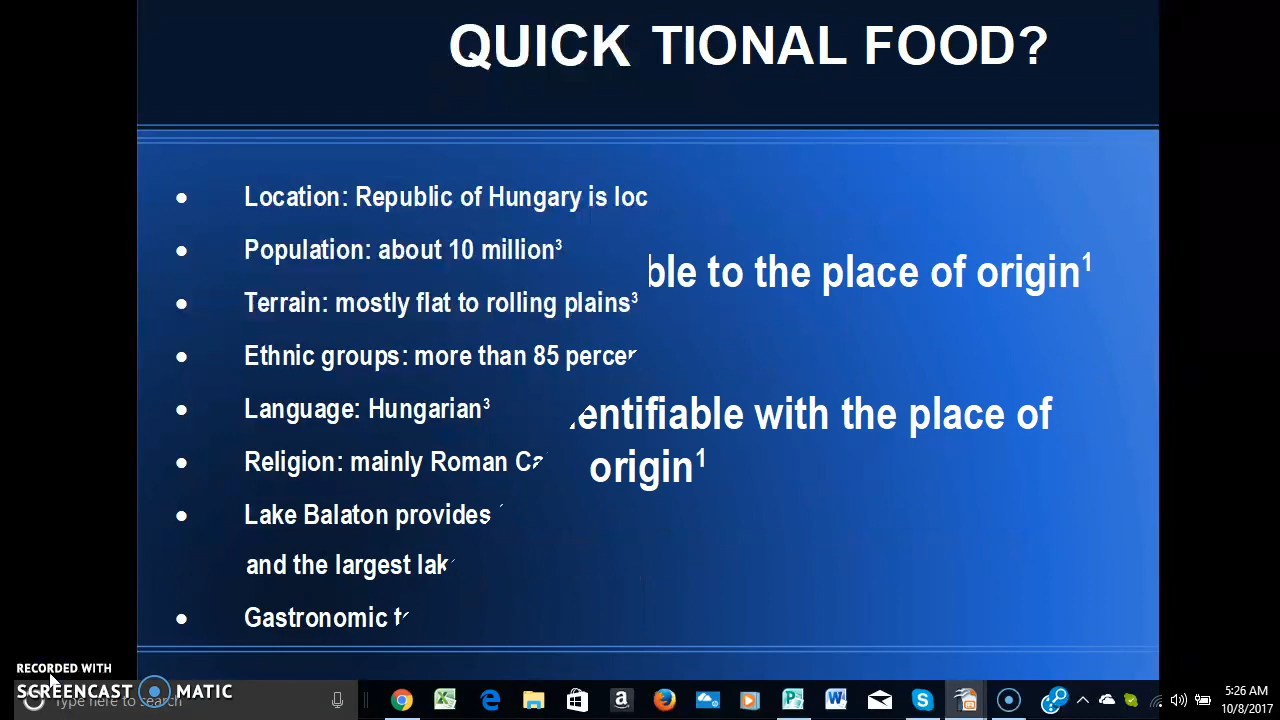 QUICK TIONAL FOOD?
Location: Republic of Hungary is loc
Population: about 10 million³
ble to the place of origin¹
Terrain: mostly flat to rolling plains³
Ethnic groups: more than 85
Language: Hungarian³
entifiable with the place of
Religion: mainly Roman
origin¹
Lake Balaton provides
and the largest
Gastronomic
RECORDED WITH
SCREENCAST MATIC
Type here to search
5:26 AM
10/8/2017